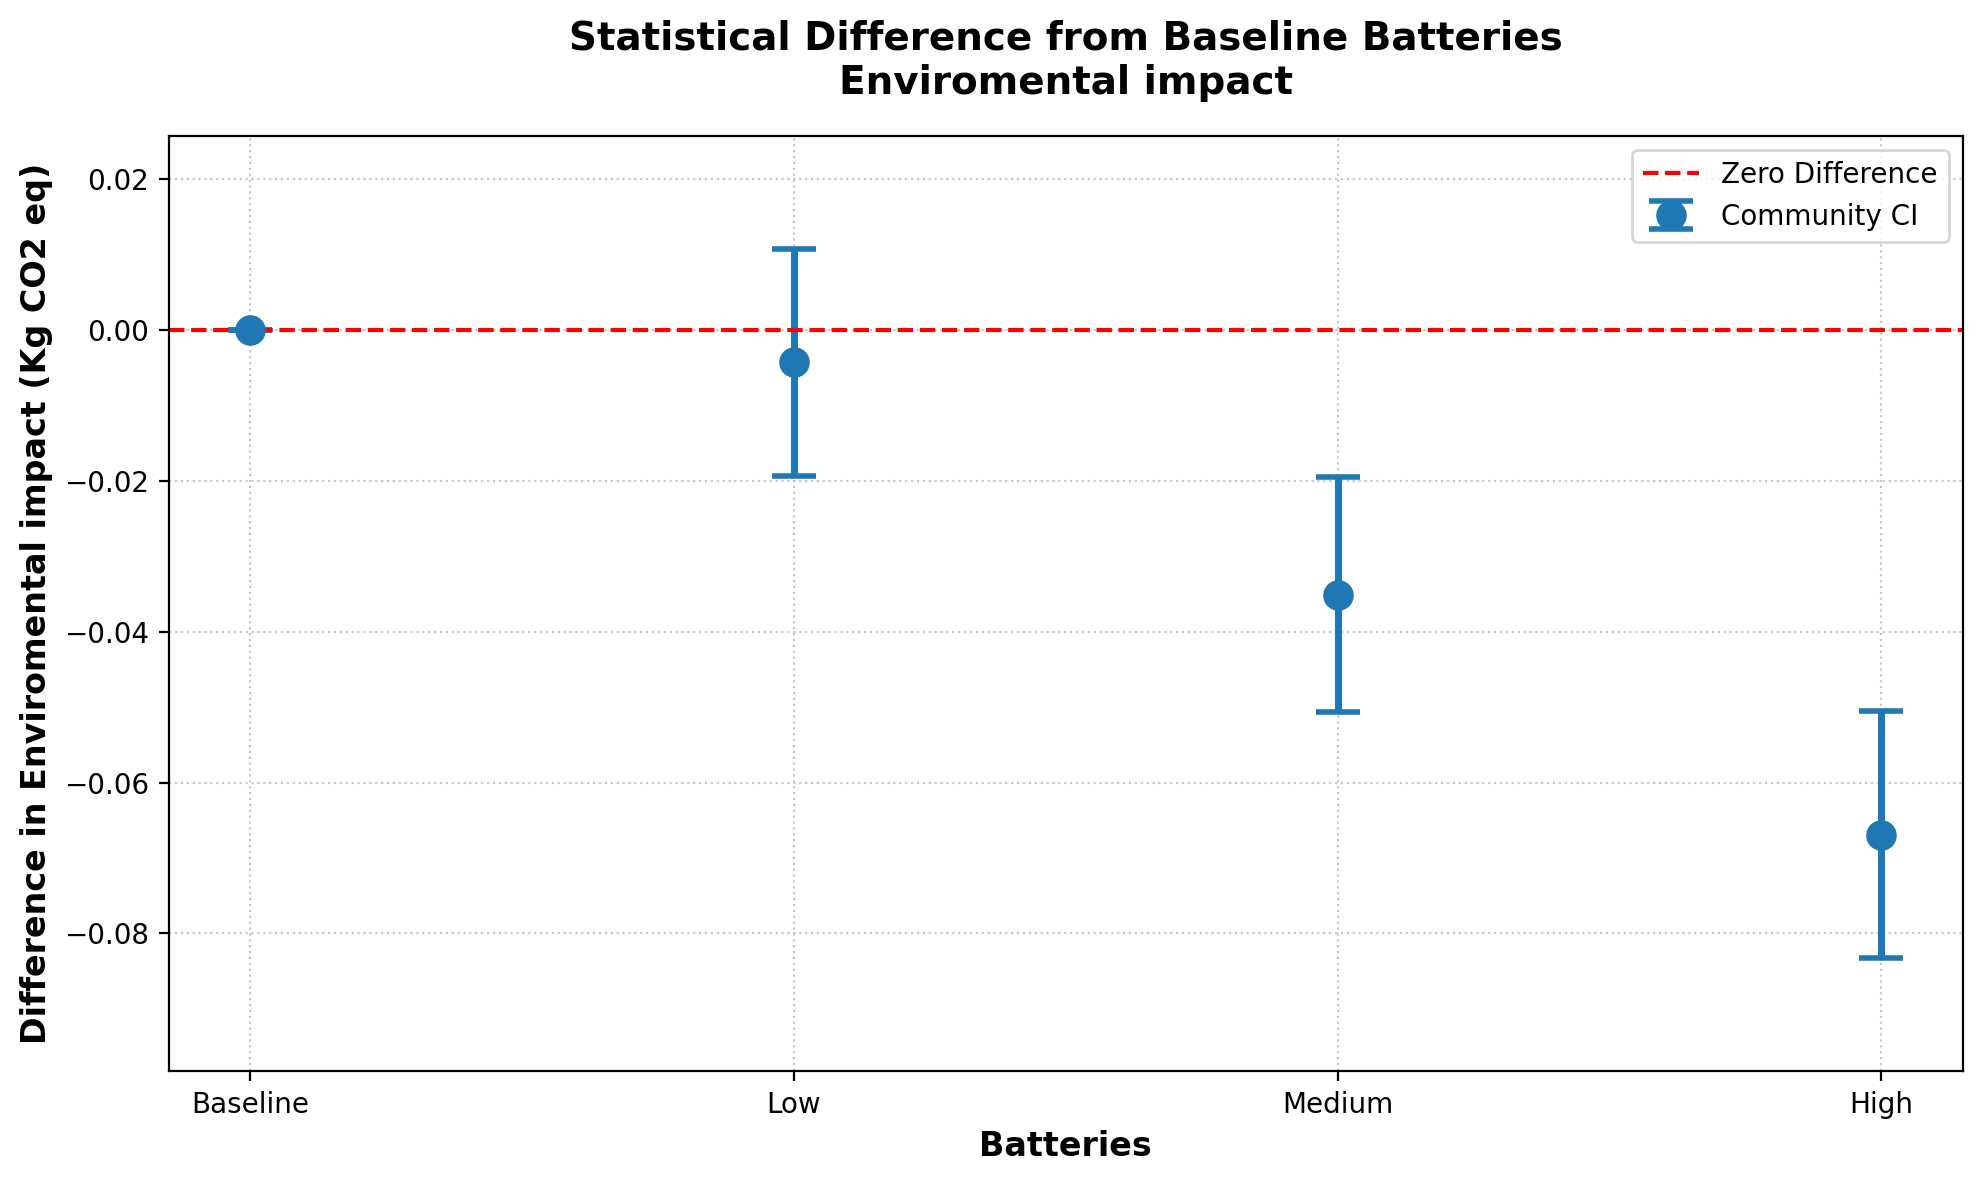 Statistical Difference from Baseline Batteries
Enviromental impact
Difference in Enviromental impact (Kg CO2 eq)
0.02
0.00
−0.02
−0.04
−0.06
−0.08
Zero Difference
Community CI
Baseline
Low
Medium
High
Batteries